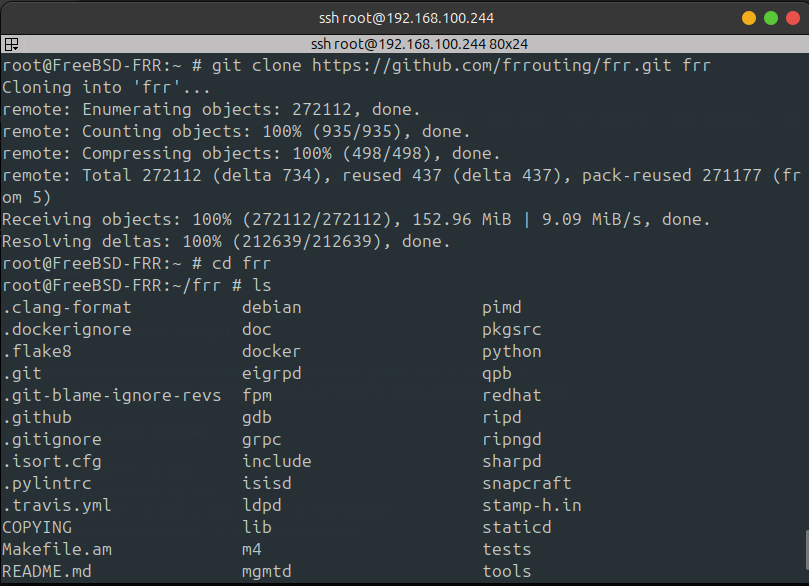 ssh root@192.168.100.244
ssh root@192.168.100.244 80x24
root@FreeBSD-FRR:~ # git clone https://github.com/frrouting/frr.git frr
Cloning into 'frr'...
remote: Enumerating objects: 272112, done.
remote: Counting objects: 100% (935/935), done.
remote: Compressing objects: 100% (498/498), done.
remote: Total 272112 (delta 734), reused 437 (delta 437), pack-reused 271177 (fr
om 5)
Receiving objects: 100% (272112/272112), 152.96 MiB | 9.09 MiB/s, done.
Resolving deltas: 100% (212639/212639), done.
root@FreeBSD-FRR:~ # cd frr
root@FreeBSD-FRR:~/frr # ls
.clang-format           debian                  pimd
.dockerignore           doc                     pkgsrc
.flake8                 docker                  python
.git                    eigrpd                  qpb
.git-blame-ignore-revs  fpm                     redhat
.github                 gdb                     ripd
.gitignore              grpc                    ripngd
.isort.cfg              include                 sharpd
.pylintrc               isisd                   snapcraft
.travis.yml             ldpd                    stamp-h.in
COPYING                 lib                     staticd
Makefile.am             m4                      tests
README.md               mgmtd                   tools